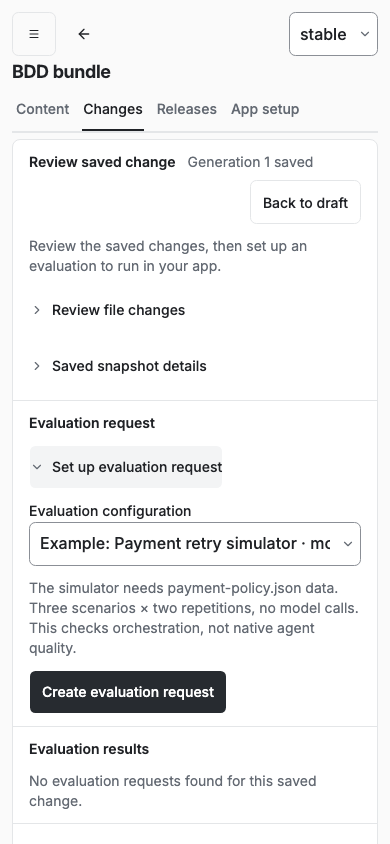 stable
BDD bundle
Content Changes Releases App setup
Review saved change Generation 1 saved
Back to draft
Review the saved changes, then set up an
evaluation to run in your app.
Review file changes
Saved snapshot details
Evaluation request
Set up evaluation request
Evaluation configuration
Example: Payment retry simulator ·
The simulator needs payment-policy.json data.
Three scenarios × two repetitions, no model calls.
This checks orchestration, not native agent
quality.
Create evaluation request
Evaluation results
No evaluation requests found for this saved
change.